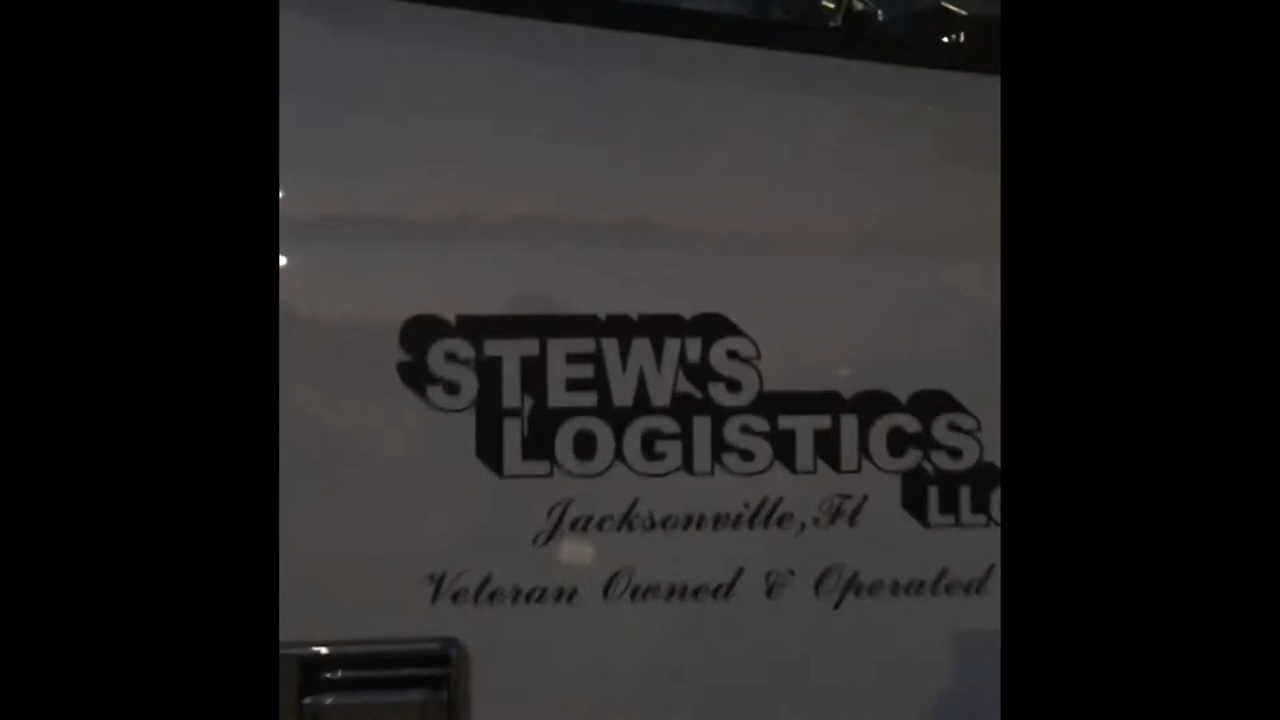 STEW'S
LOGISTICS
LLC
Jacksonville, Fl
Veteran Owned & Operated